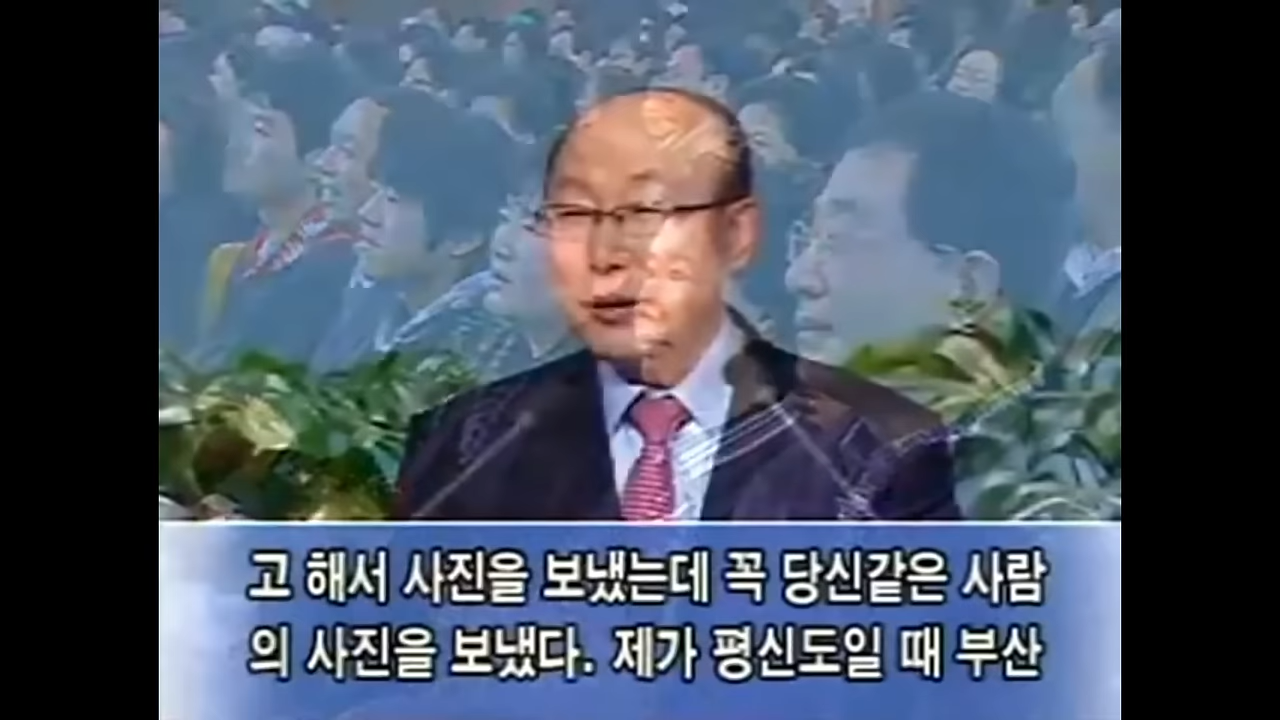 고 해서 사진을 보냈는데 꼭 당신같은 사람
의 사진을 보냈다. 제가 평신도일 때 부산